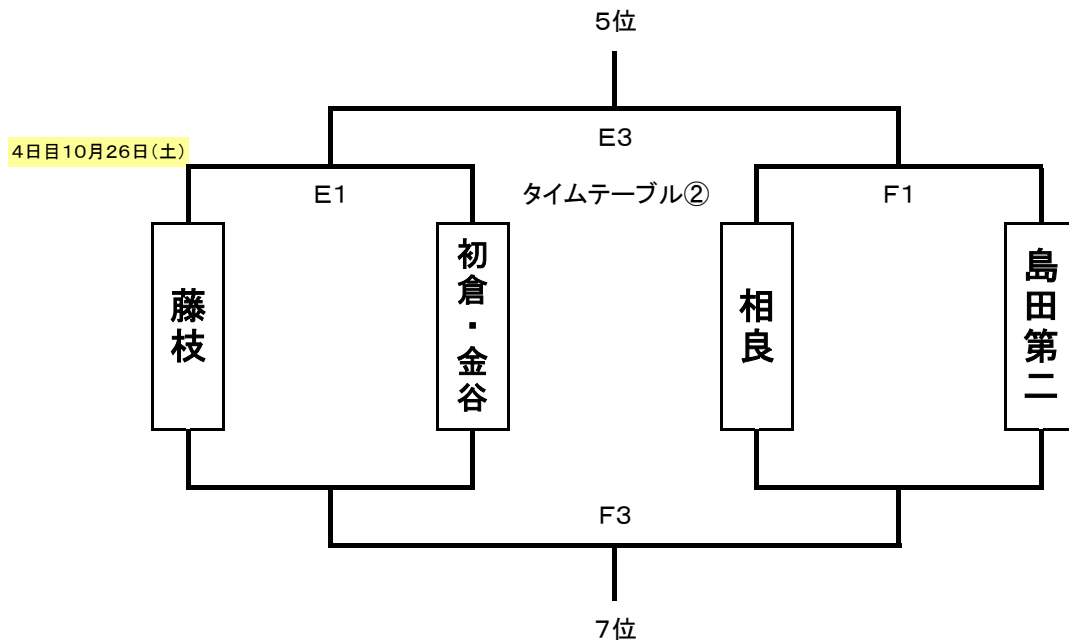 5位
E3
4日目10月26日(土)
E1
タイムテーブル②
F1
藤枝
初倉・金谷
相良
島田第二
F3
7位